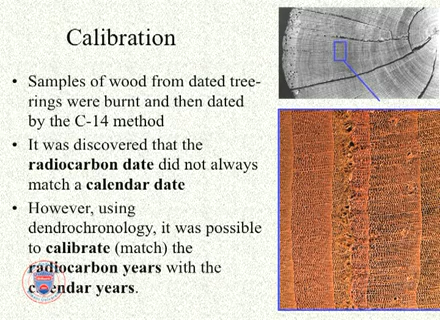 Calibration
• Samples of wood from dated tree-
rings were burnt and then dated
by the C-14 method
• It was discovered that the
radiocarbon date did not always
match a calendar date
• However, using
dendrochronology, it was possible
to calibrate (match) the
radiocarbon years with the
calendar years.